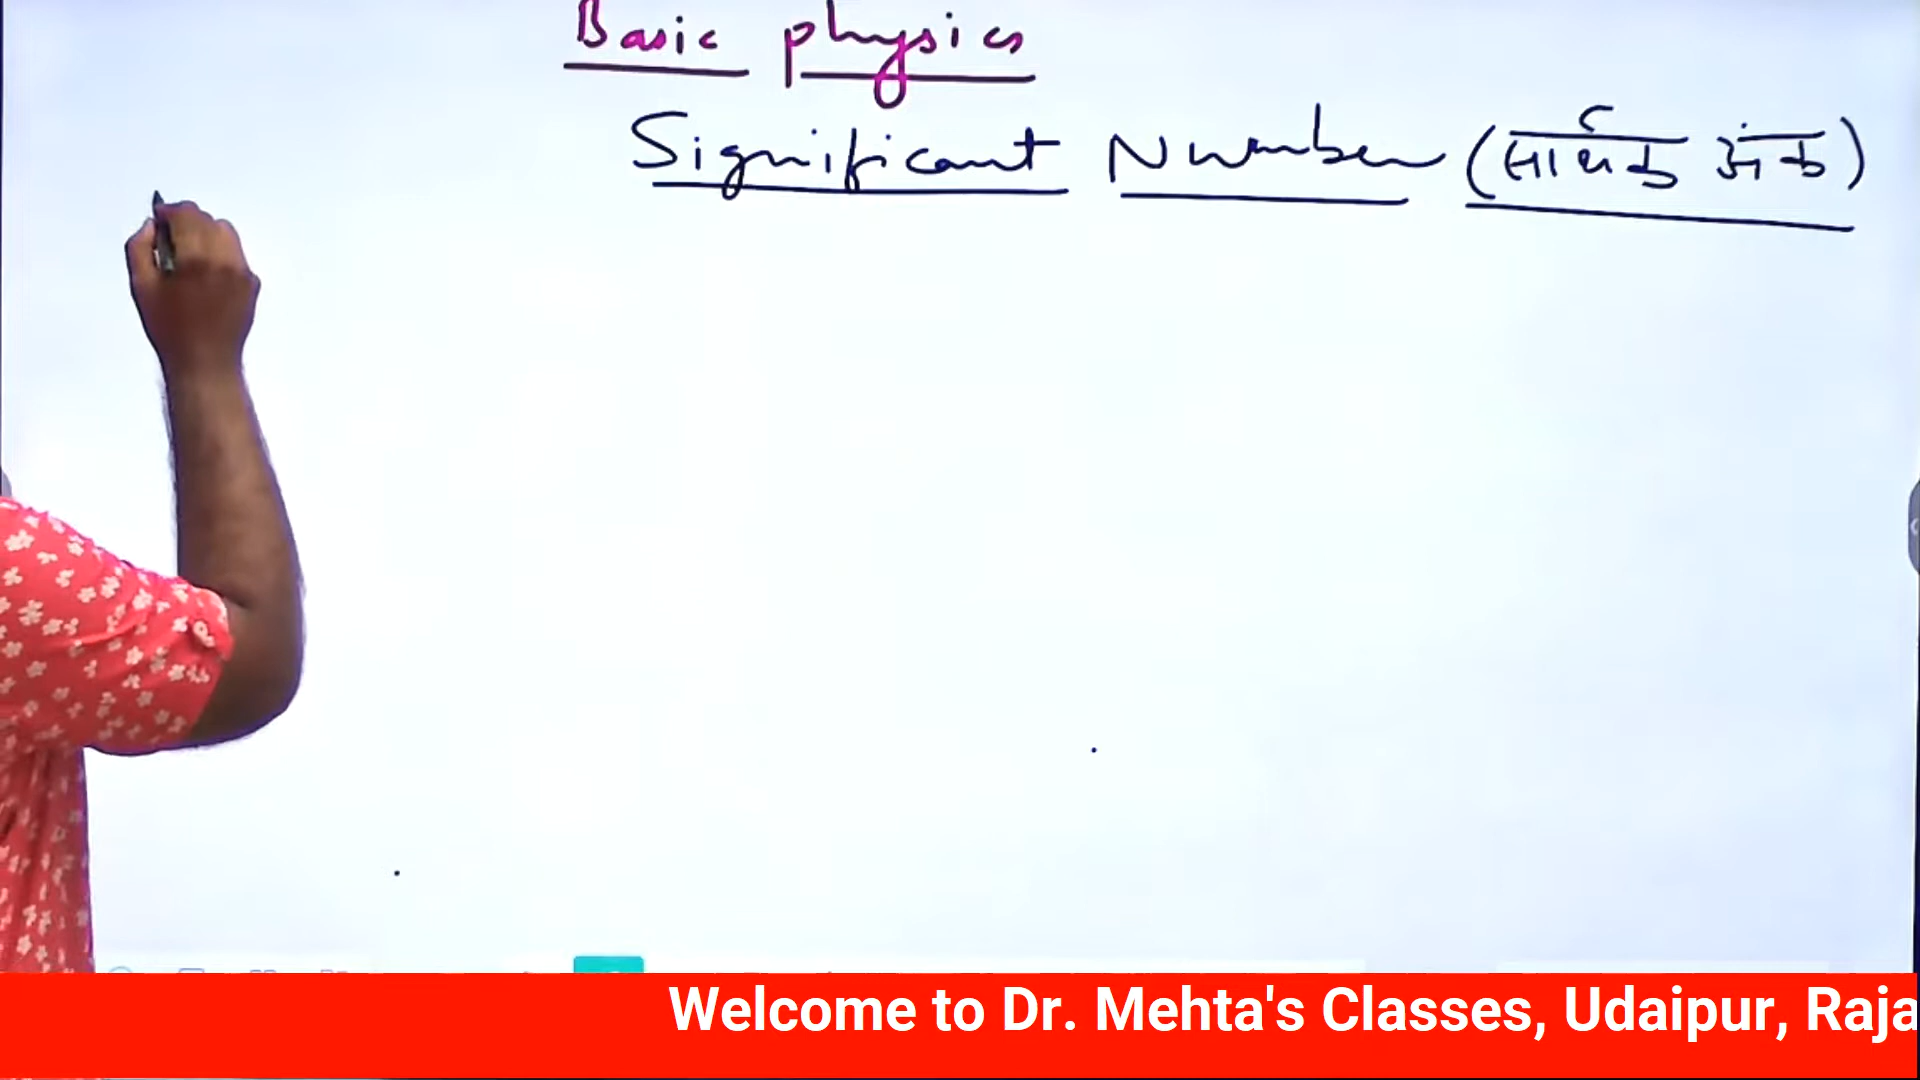 Basic physics
Significant Number (सार्थक अंक)
Welcome to Dr. Mehta's Classes, Udaipur, Raja